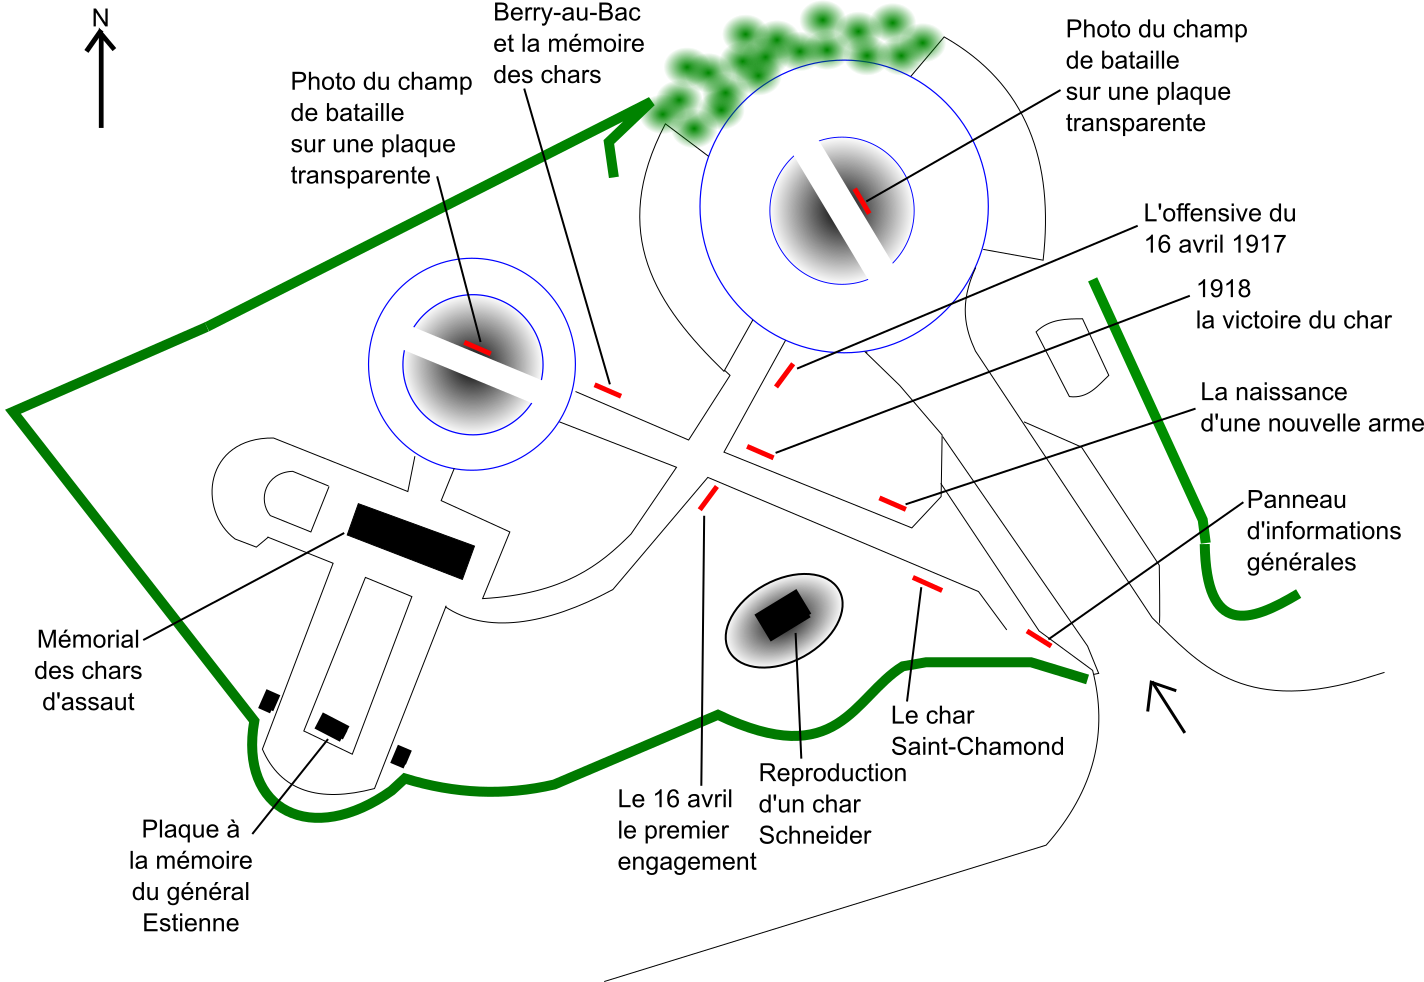 N
Berry-au-Bac
et la mémoire
des chars
Photo du champ
de bataille
sur une plaque
transparente
Photo du champ
de bataille
sur une plaque
transparente
L'offensive du
16 avril 1917
1918
la victoire du char
La naissance
d'une nouvelle arme
Panneau
d'informations
générales
Mémorial
des chars
d'assaut
Le char
Saint-Chamond
Reproduction
d'un char
Schneider
Le 16 avril
le premier
engagement
Plaque à
la mémoire
du général
Estienne